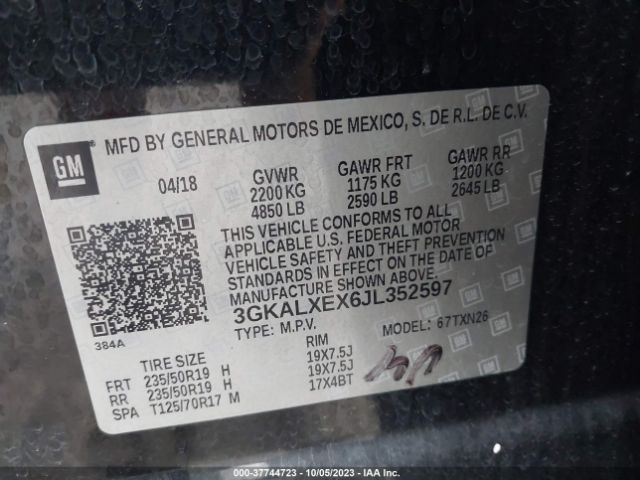 GM
MFD BY GENERAL MOTORS DE MEXICO, S. DE R.L. DE C.V.
04/18
GVWR
2200 KG
4850 LB
GAWR FRT
1175 KG
2590 LB
GAWR RR
1200 KG
2645 LB
THIS VEHICLE CONFORMS TO ALL
APPLICABLE U.S. FEDERAL MOTOR
VEHICLE SAFETY AND THEFT PREVENTION
STANDARDS IN EFFECT ON THE DATE OF
MANUFACTURE SHOWN ABOVE.
3GKALXEX6JL352597
TYPE: M.P.V.
MODEL: 67TXN26
384A
TIRE SIZE
RIM
FRT 235/50R19 H 19X7.5J
RR 235/50R19 H 19X7.5J
SPA T125/70R17 M 17X4BT
000-37744723 - 10/05/2023 - IAA Inc.